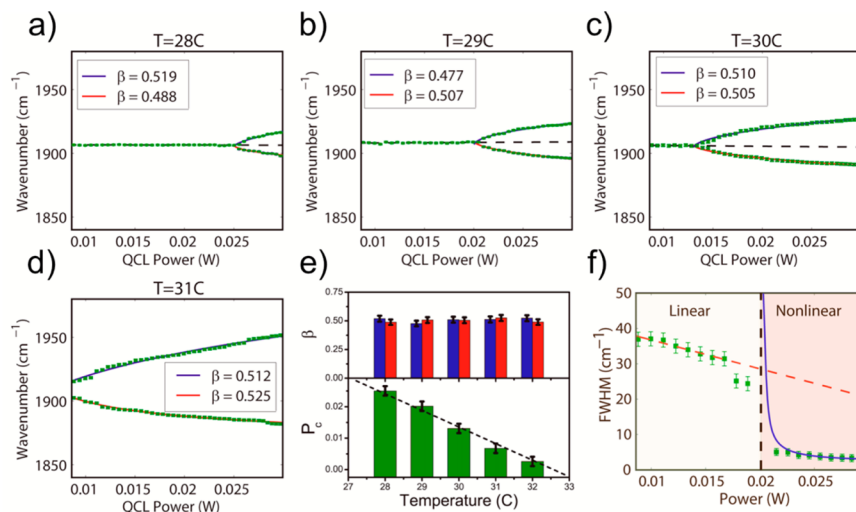 a)
T=28C
Wavenumber (cm⁻¹)
1950
1900
1850
β = 0.519
β = 0.488
0.01
0.015
0.02
0.025
QCL Power (W)
b)
T=29C
Wavenumber (cm⁻¹)
1950
1900
1850
β = 0.477
β = 0.507
0.01
0.015
0.02
0.025
QCL Power (W)
c)
T=30C
Wavenumber (cm⁻¹)
1950
1900
1850
β = 0.510
β = 0.505
0.01
0.015
0.02
0.025
QCL Power (W)
d)
T=31C
Wavenumber (cm⁻¹)
1950
1900
1850
β = 0.512
β = 0.525
0.01
0.015
0.02
0.025
QCL Power (W)
e)
β
0.75
0.50
0.25
0.00
P_c
0.02
0.01
0.00
27
28
29
30
31
32
33
Temperature (C)
f)
FWHM (cm⁻¹)
50
40
30
20
10
0
Linear
Nonlinear
0.01
0.015
0.02
0.025
Power (W)